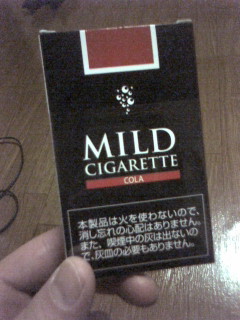 MILD
CIGARETTE
COLA
本製品は火を使わないので、
消し忘れの心配はありません。
また、喫煙中の灰は出ないの
で、灰皿の必要もありません。